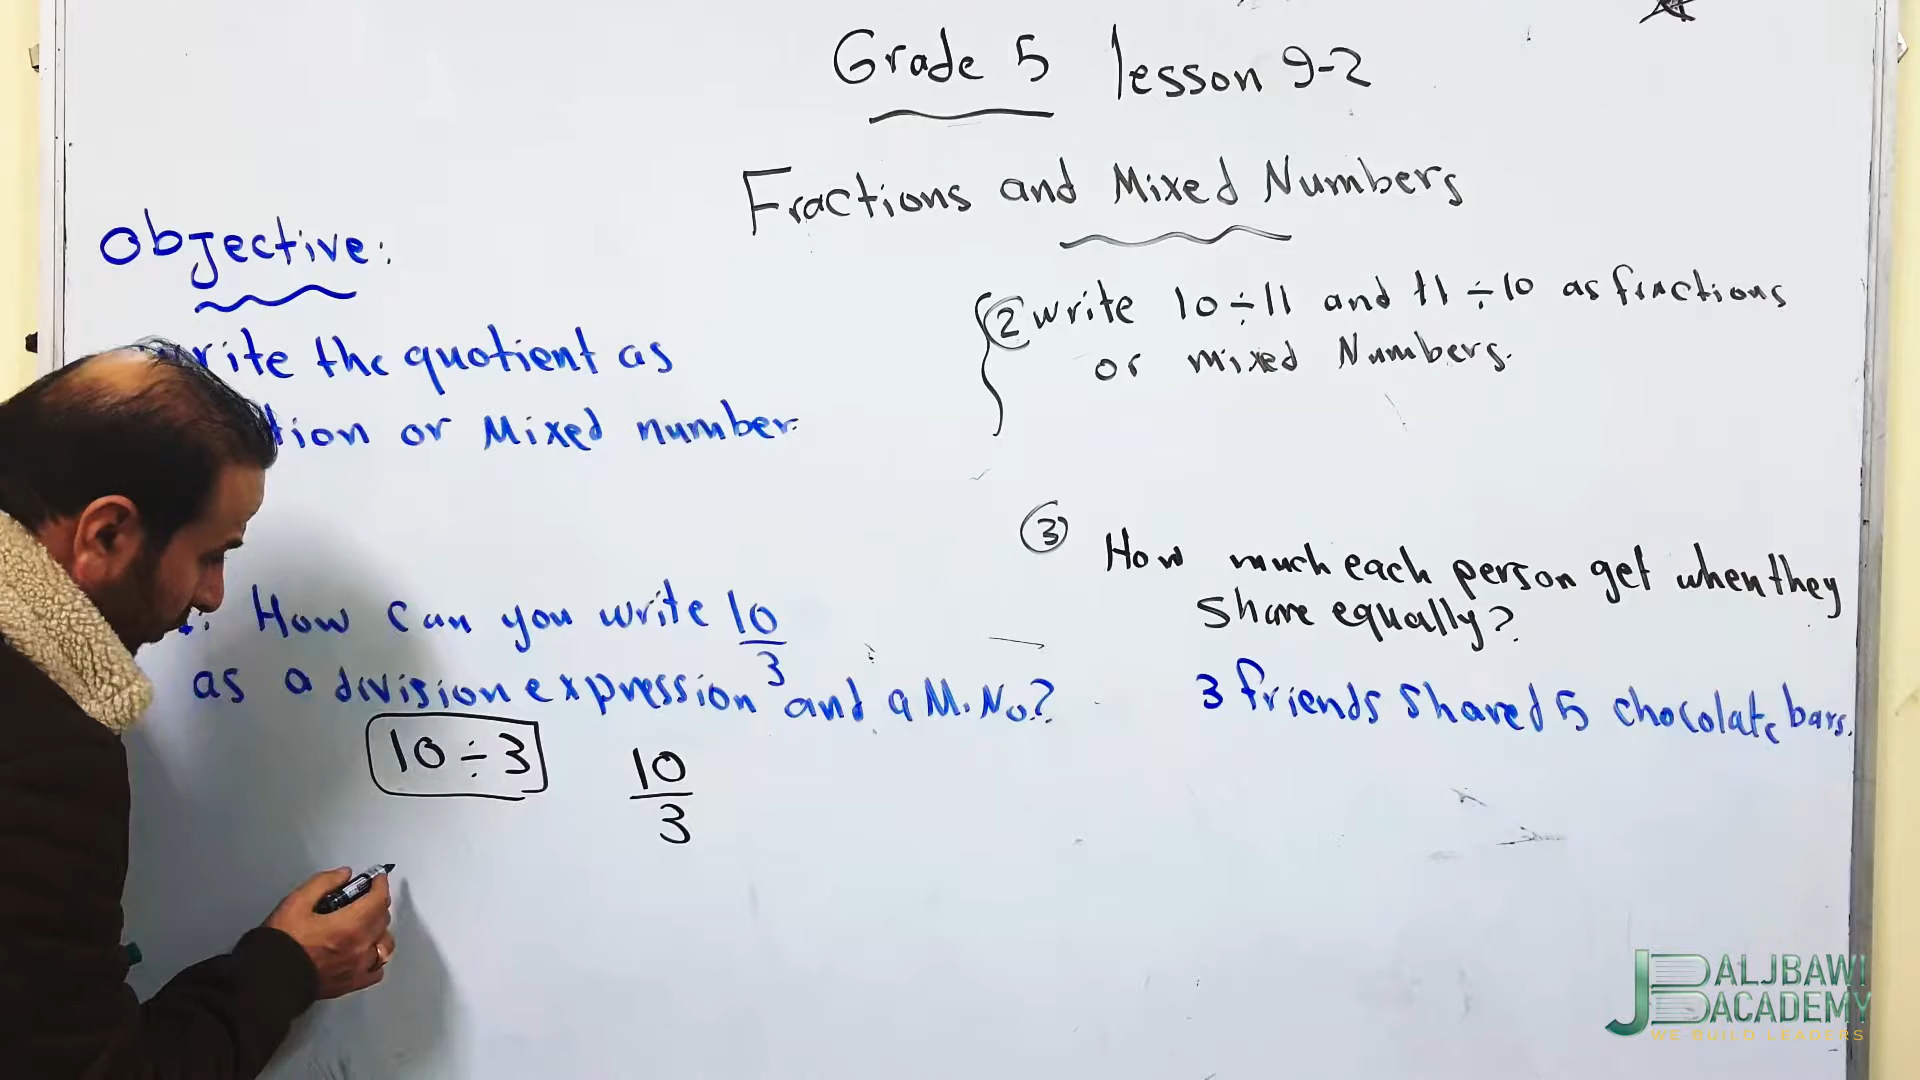 Grade 5 lesson 9-2
Fractions and Mixed Numbers
Objective:
write the quotient as
tion or Mixed number.
How can you write 10/3
as a division expression and a M. No.?
10 ÷ 3
10/3
② write 10 ÷ 11 and 11 ÷ 10 as fractions
or mixed Numbers.
③ How much each person get when they
Share equally?
3 friends shared 5 chocolate bars.
ALJBAWI
ACADEMY
WE BUILD LEADERS